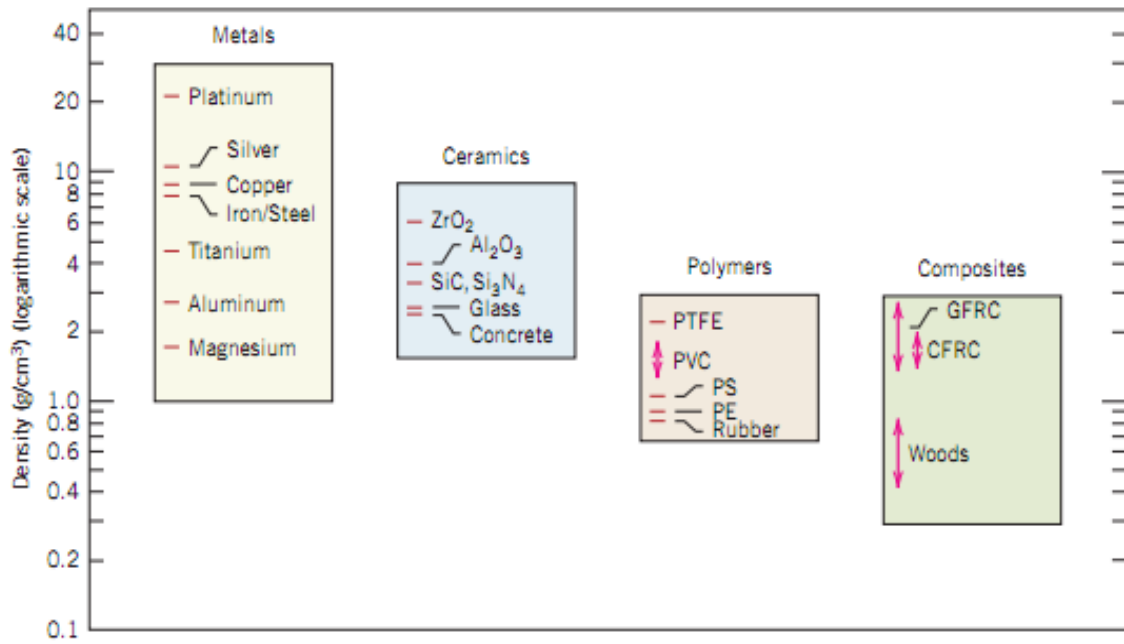 Density (g/cm³) (logarithmic scale)
40
20
10
8
6
4
2
1.0
0.8
0.6
0.4
0.2
0.1
Metals
Platinum
Silver
Copper
Iron/Steel
Titanium
Aluminum
Magnesium
Ceramics
ZrO₂
Al₂O₃
SiC, Si₃N₄
Glass
Concrete
Polymers
PTFE
PVC
PS
PE
Rubber
Composites
GFRC
CFRC
Woods